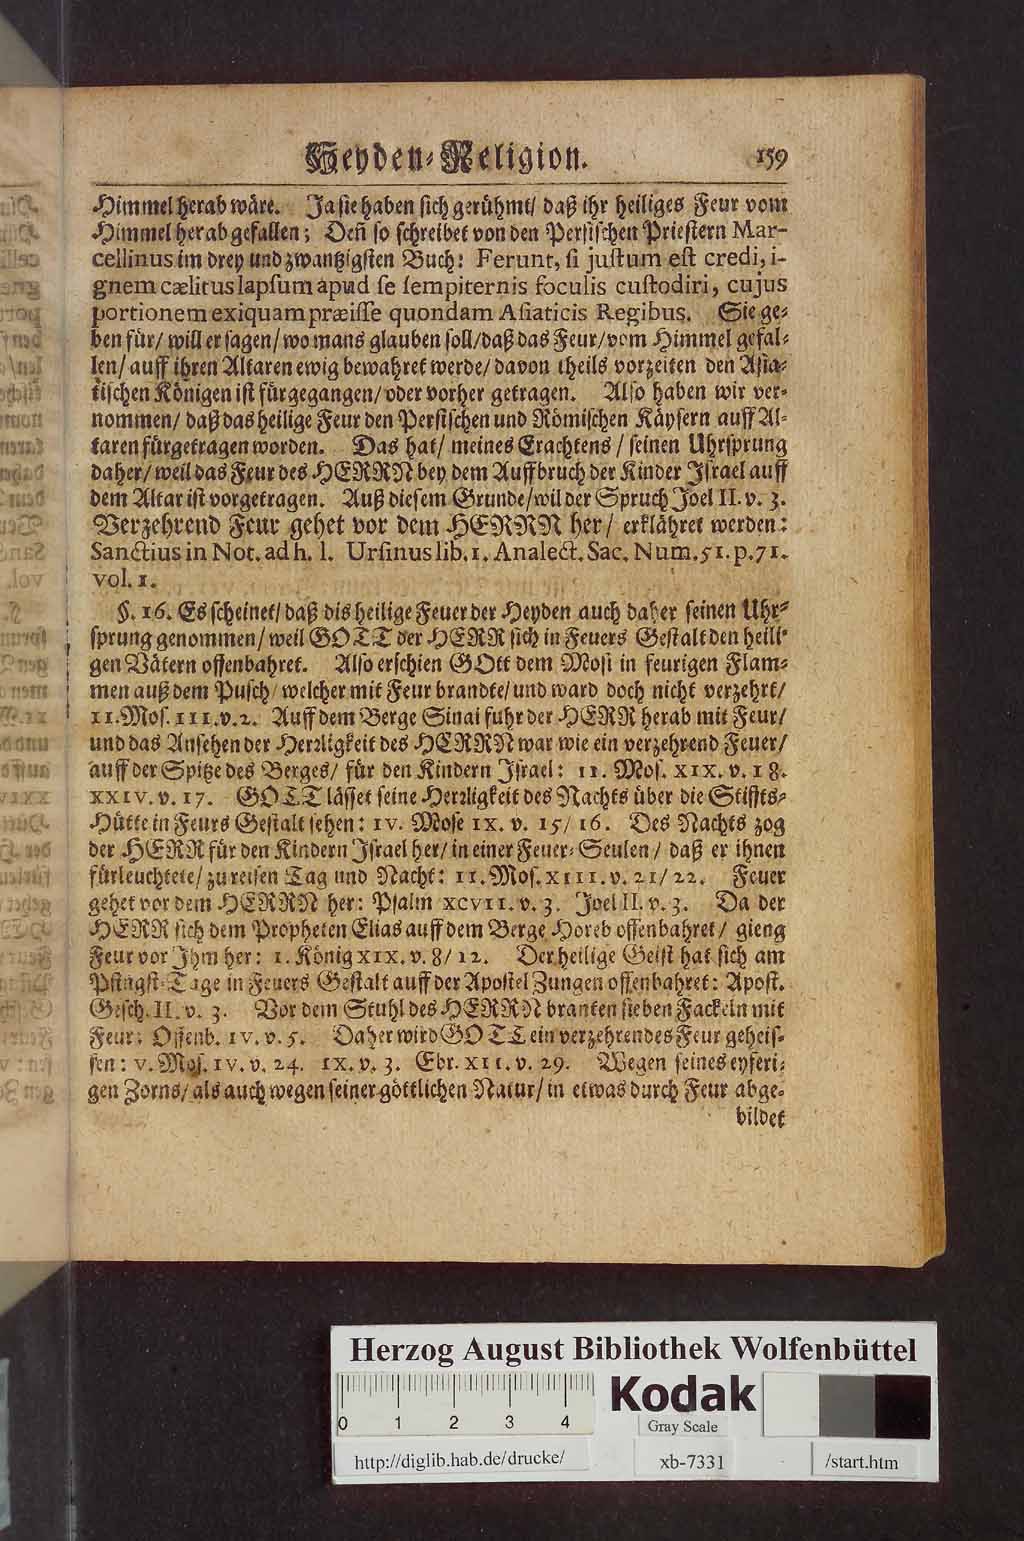 Heyden-Religion. 159
Himmel herab wäre. Ja sie haben sich gerühmt/ daß ihr heiliges Feur vom
Himmel herab gefallen; Deñ so schreibet von den Persischen Priestern Mar-
cellinus im drey und zwantzigsten Buch: Ferunt, si justum est credi, i-
gnem cælitus lapsum apud se sempiternis foculis custodiri, cujus
portionem exiquam præisse quondam Asiaticis Regibus. Sie ge-
ben für/ will er sagen/ wo mans glauben soll/ daß das Feur/ vom Himmel gefal-
len/ auff ihren Altaren ewig bewahret werde/ davon theils vorzeiten den Asia-
tischen Königen ist fürgegangen/ oder vorher getragen. Also haben wir ver-
nommen/ daß das heilige Feur den Persischen und Römischen Käysern auff Al-
taren fürgetragen worden. Das hat/ meines Erachtens/ seinen Uhrsprung
daher/ weil das Feur des HERRN bey dem Auffbruch der Kinder Israel auff
dem Altar ist vorgetragen. Auß diesem Grunde/ wil der Spruch Joel II. v. 3.
Verzehrend Feur gehet vor dem HERRN her/ erklähret werden:
Sanctius in Not. ad h. l. Ursinus lib. 1. Analect. Sac. Num. 51. p. 71.
vol. 1.
§. 16. Es scheinet/ daß dis heilige Feuer der Heyden auch daher seinen Uhr-
sprung genommen/ weil GOTT der HERR sich in Feuers Gestalt den heili-
gen Vätern offenbahret. Also erschien GOtt dem Mosi in feurigen Flam-
men auß dem Pusch/ welcher mit Feur brandte/ und ward doch nicht verzehrt/
II. Mos. III. v. 2. Auff dem Berge Sinai fuhr der HERR herab mit Feur/
und das Ansehen der Herrligkeit des HERRN war wie ein verzehrend Feuer/
auff der Spitze des Berges/ für den Kindern Israel: II. Mos. XIX. v. 18.
XXIV. v. 17. GOTT lässet seine Herrligkeit des Nachts über die Stiffts-
Hütte in Feurs Gestalt sehen: IV. Mose IX. v. 15/ 16. Des Nachts zog
der HERR für den Kindern Israel her/ in einer Feuer-Seulen/ daß er ihnen
fürleuchtete/ zu reisen Tag und Nacht: II. Mos. XIII. v. 21/ 22. Feuer
gehet vor dem HERRN her: Psalm XCVII. v. 3. Joel II. v. 3. Da der
HERR sich dem Propheten Elias auff dem Berge Horeb offenbahret/ gieng
Feur vor Jhm her: 1. König XIX. v. 8/ 12. Der heilige Geist hat sich am
Pfingst-Tage in Feuers Gestalt auff der Apostel Zungen offenbahret: Apost.
Gesch. II. v. 3. Vor dem Stuhl des HERRN branten sieben Fackeln mit
Feur: Offenb. IV. v. 5. Daher wird GOTT ein verzehrendes Feur geheis-
sen: V. Mos. IV. v. 24. IX. v. 3. Ebr. XII. v. 29. Wegen seines eyferi-
gen Zorns/ als auch wegen seiner göttlichen Natur/ in etwas durch Feur abge-
bildet
Herzog August Bibliothek Wolfenbüttel
0 1 2 3 4
Kodak
Gray Scale
http://diglib.hab.de/drucke/ xb-7331 /start.htm